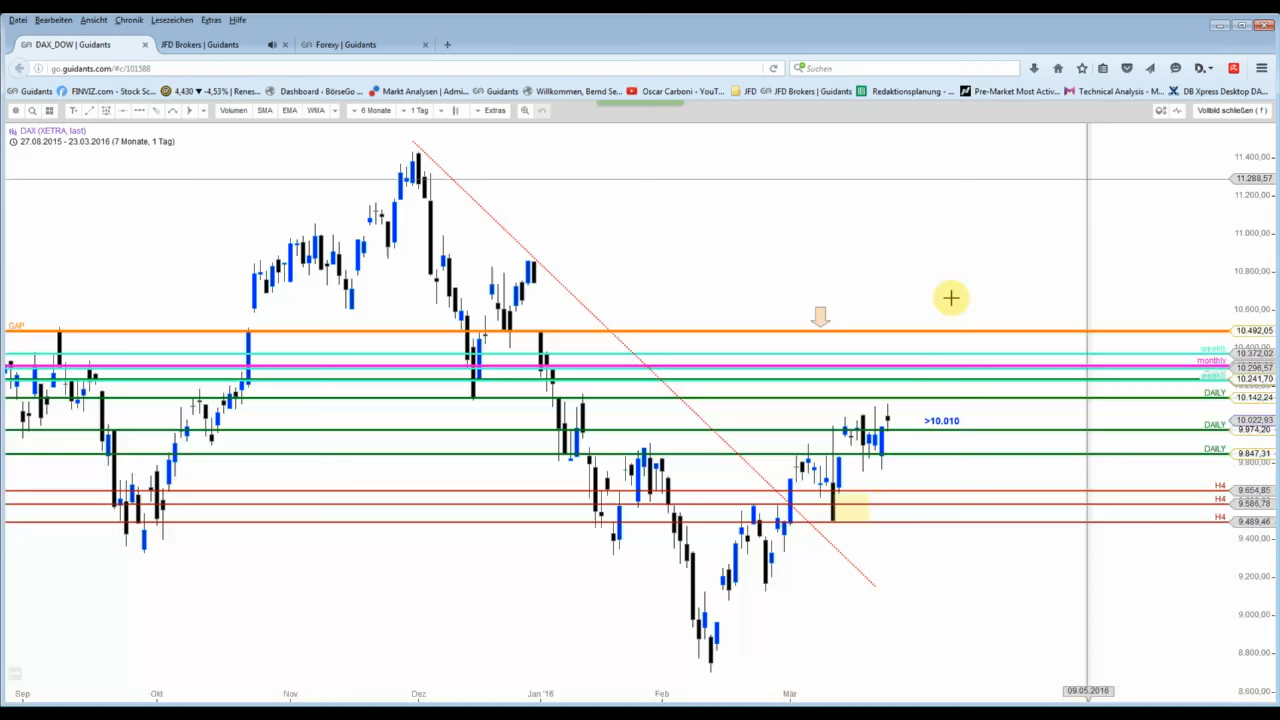 Datei Bearbeiten Ansicht Chronik Lesezeichen Extras Hilfe
DAX_DOW | Guidants JFD Brokers | Guidants Forexy | Guidants
go.guidants.com/#c/101588 Suchen
Guidants FINVIZ.com - Stock Sc... 4,430 ▼ -4,53% | Renes... Dashboard - BörseGo ... Markt Analysen | Admi... Guidants Willkommen, Bernd Se... Oscar Carboni - YouT... JFD JFD Brokers | Guidants Redaktionsplanung - ... Pre-Market Most Activ... Technical Analysis - M... DB Xpress Desktop DA...
Volumen SMA EMA WMA 6 Monate 1 Tag Extras Vollbild schließen ( f )
DAX (XETRA, last)
27.08.2015 - 23.03.2016 (7 Monate, 1 Tag)
11.400,00
11.288,57
11.200,00
11.000,00
10.800,00
10.600,00
GAP 10.492,05
weekly 10.372,02
monthly 10.296,57
10.241,70
DAILY 10.142,24
>10.010 10.022,93
DAILY 9.974,20
DAILY 9.847,31
9.800,00
H4 9.654,85
H4 9.586,78
H4 9.489,46
9.400,00
9.200,00
9.000,00
8.800,00
8.600,00
Sep Okt Nov Dez Jan '16 Feb Mär 09.05.2016